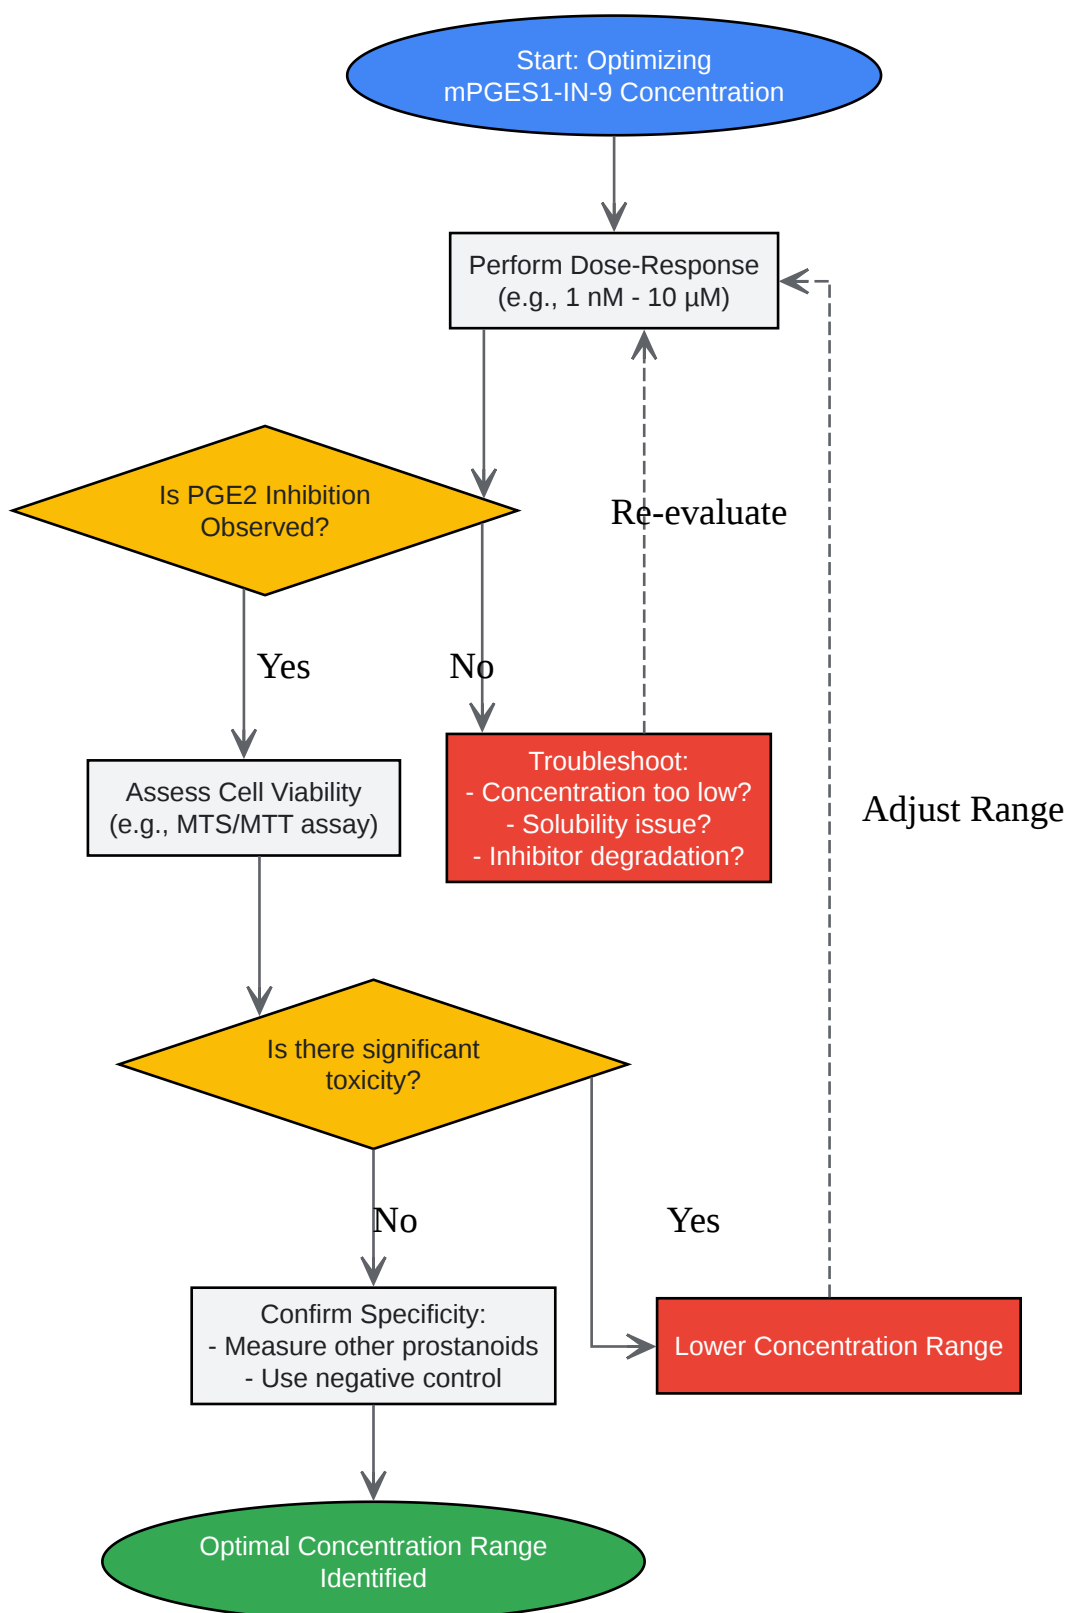 Start: Optimizing
mPGES1-IN-9 Concentration
Perform Dose-Response
(e.g., 1 nM - 10 µM)
Is PGE2 Inhibition
Observed?
Re-evaluate
Yes
No
Troubleshoot:
- Concentration too low?
- Solubility issue?
- Inhibitor degradation?
Assess Cell Viability
(e.g., MTS/MTT assay)
Adjust Range
Is there significant
toxicity?
No
Yes
Confirm Specificity:
- Measure other prostanoids
- Use negative control
Lower Concentration Range
Optimal Concentration Range
Identified